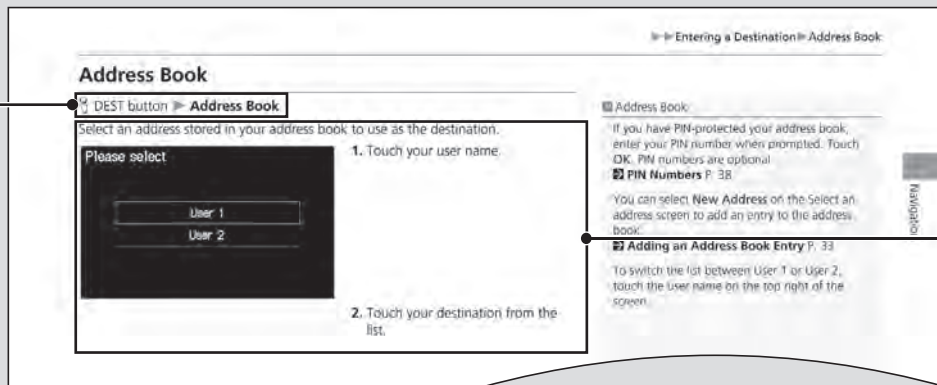 Entering a Destination Address Book
Address Book
DEST button Address Book
Select an address stored in your address book to use as the destination.
Please select
User 1
User 2
1. Touch your user name.
2. Touch your destination from the
list.
Address Book
If you have PIN-protected your address book,
enter your PIN number when prompted. Touch
OK. PIN numbers are optional.
PIN Numbers P. 38
You can select New Address on the Select an
address screen to add an entry to the address
book.
Adding an Address Book Entry P. 33
To switch the list between User 1 or User 2,
touch the user name on the top right of the
screen.
Navigation